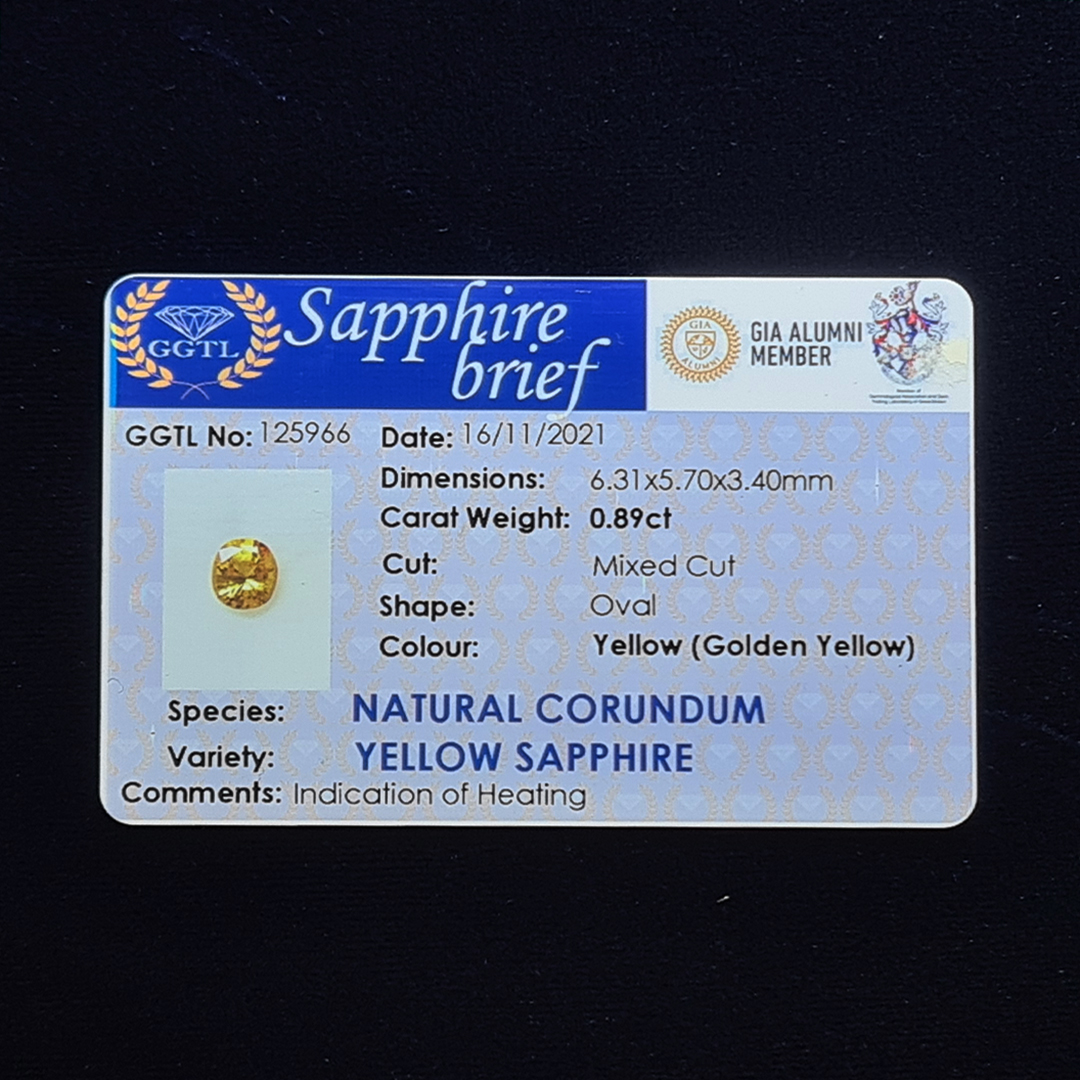 GGTL
Sapphire
brief
GIA
ALUMNI
GIA ALUMNI
MEMBER
GGTL No: 125966
Date: 16/11/2021
Dimensions: 6.31x5.70x3.40mm
Carat Weight: 0.89ct
Cut: Mixed Cut
Shape: Oval
Colour: Yellow (Golden Yellow)
Species: NATURAL CORUNDUM
Variety: YELLOW SAPPHIRE
Comments: Indication of Heating